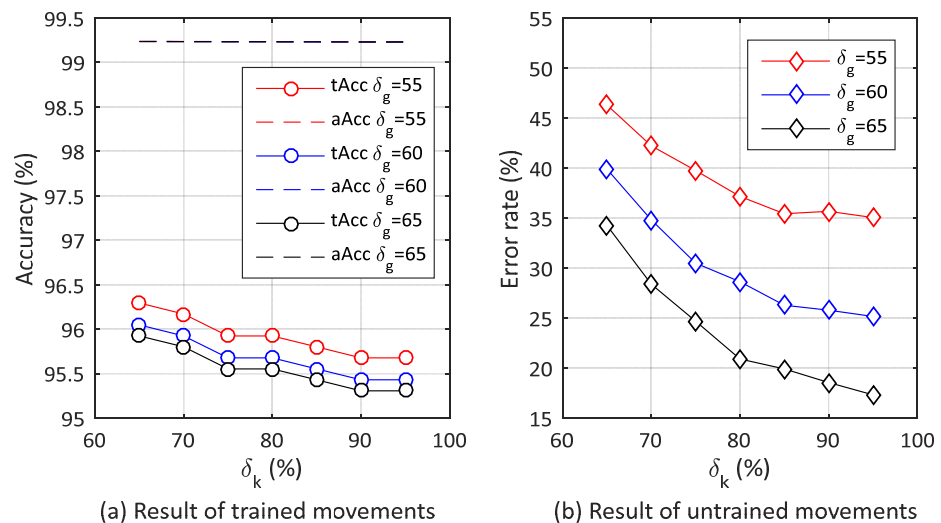 99.5
99
98.5
98
97.5
97
96.5
96
95.5
95
60
70
80
90
100
Accuracy (%)
δk (%)
tAcc δg=55
aAcc δg=55
tAcc δg=60
aAcc δg=60
tAcc δg=65
aAcc δg=65
(a) Result of trained movements
55
50
45
40
35
30
25
20
15
60
70
80
90
100
Error rate (%)
δk (%)
δg=55
δg=60
δg=65
(b) Result of untrained movements